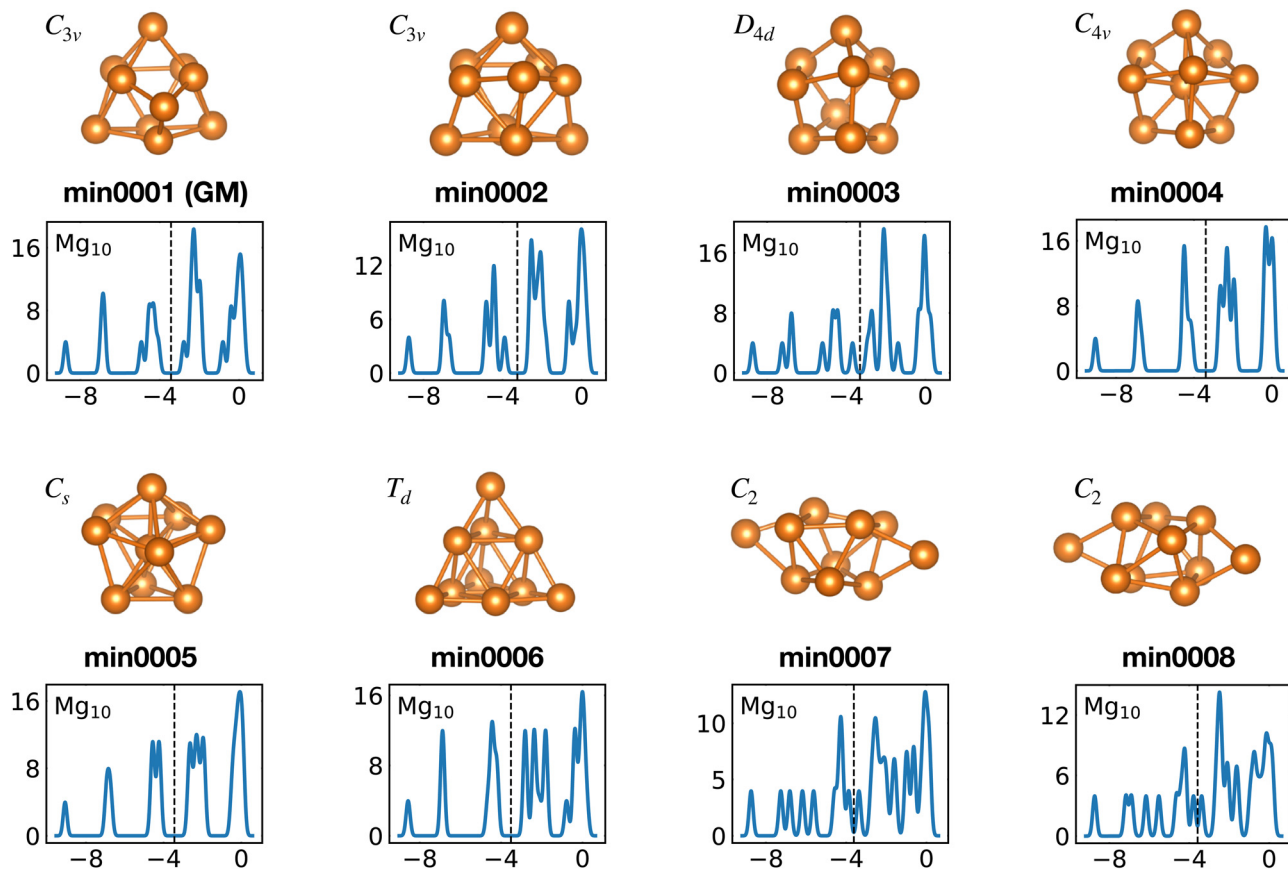 C3v C3v D4d C4v
min0001 (GM) min0002 min0003 min0004
Mg10 Mg10 Mg10 Mg10
16 12 16 16
8 6 8 8
0 0 0 0
−8 −4 0 −8 −4 0 −8 −4 0 −8 −4 0
Cs Td C2 C2
min0005 min0006 min0007 min0008
Mg10 Mg10 Mg10 Mg10
16 16 10 12
8 8 5 6
0 0 0 0
−8 −4 0 −8 −4 0 −8 −4 0 −8 −4 0